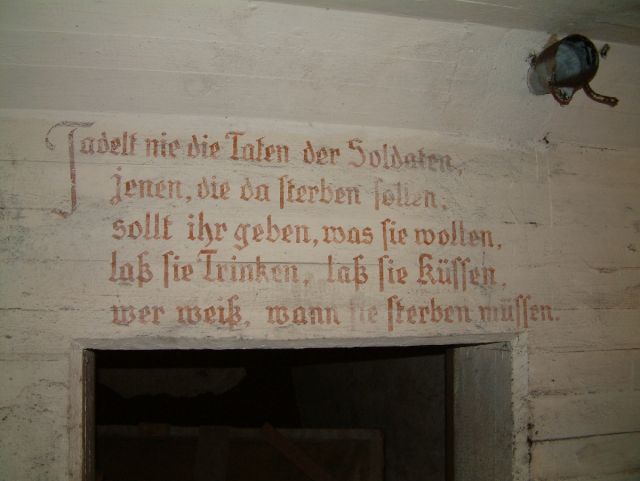 Tadelt nie die Taten der Soldaten,
jenen, die da sterben sollen,
sollt ihr geben, was sie wollen,
laß sie Trinken, laß sie Küssen,
wer weiß, wann sie sterben müssen.